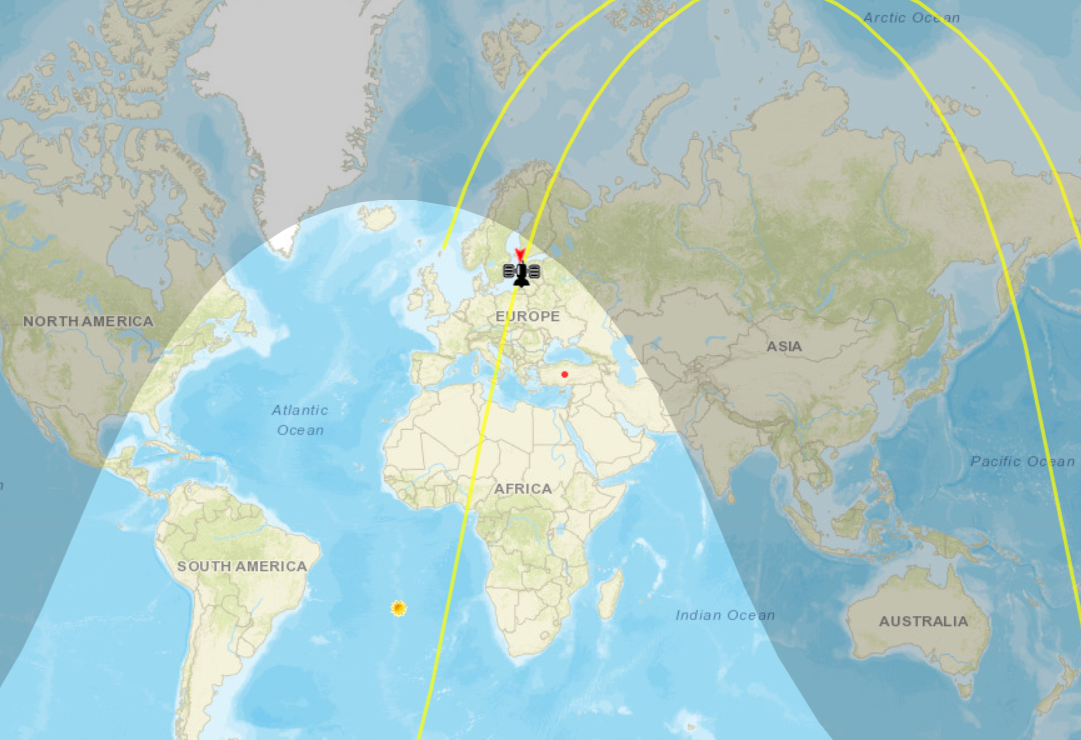 Arctic Ocean
NORTH AMERICA
EUROPE
ASIA
Atlantic
Ocean
Pacific Ocean
AFRICA
SOUTH AMERICA
Indian Ocean
AUSTRALIA